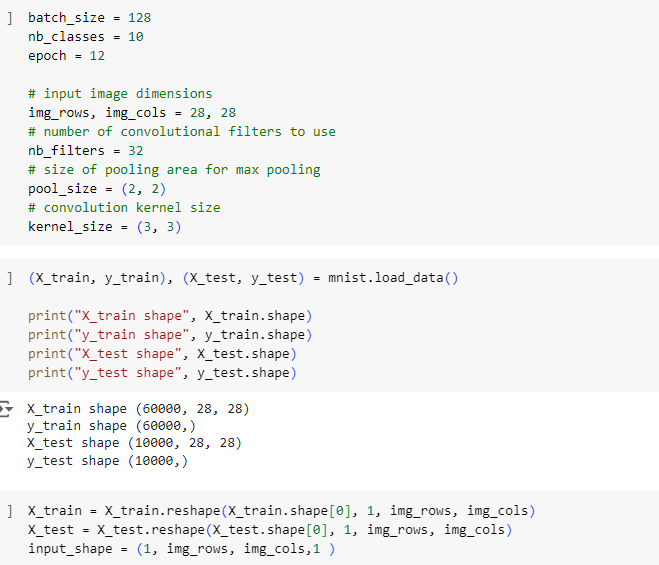 ] batch_size = 128
nb_classes = 10
epoch = 12
# input image dimensions
img_rows, img_cols = 28, 28
# number of convolutional filters to use
nb_filters = 32
# size of pooling area for max pooling
pool_size = (2, 2)
# convolution kernel size
kernel_size = (3, 3)
] (X_train, y_train), (X_test, y_test) = mnist.load_data()
print("X_train shape", X_train.shape)
print("y_train shape", y_train.shape)
print("X_test shape", X_test.shape)
print("y_test shape", y_test.shape)
X_train shape (60000, 28, 28)
y_train shape (60000,)
X_test shape (10000, 28, 28)
y_test shape (10000,)
] X_train = X_train.reshape(X_train.shape[0], 1, img_rows, img_cols)
X_test = X_test.reshape(X_test.shape[0], 1, img_rows, img_cols)
input_shape = (1, img_rows, img_cols,1 )